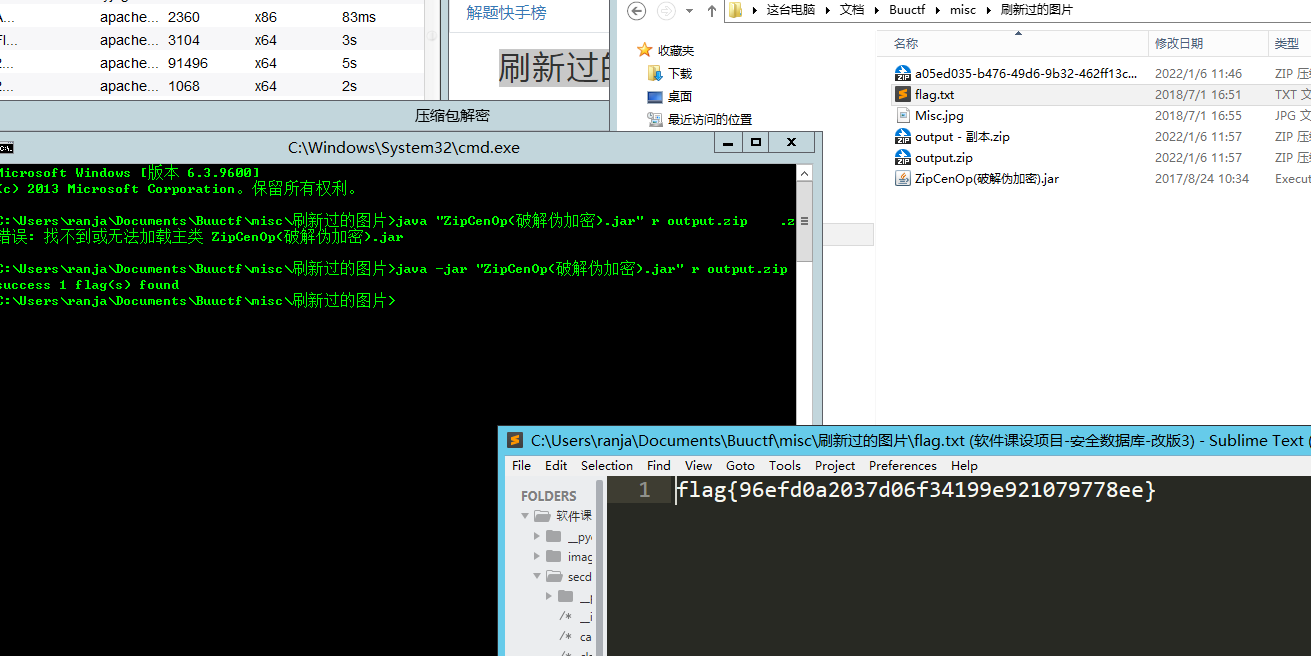 apache... 2360 x86 83ms
apache... 3104 x64 3s
apache... 91496 x64 5s
apache... 1068 x64 2s
解题快手榜
刷新过的
这台电脑 文档 Buuctf misc 刷新过的图片
收藏夹
下载
桌面
最近访问的位置
名称 修改日期 类型
a05ed035-b476-49d6-9b32-462ff13c... 2022/1/6 11:46 ZIP 压
flag.txt 2018/7/1 16:51 TXT 文
Misc.jpg 2018/7/1 16:55 JPG 文
output - 副本.zip 2022/1/6 11:57 ZIP 压
output.zip 2022/1/6 11:57 ZIP 压
ZipCenOp(破解伪加密).jar 2017/8/24 10:34 Execut
压缩包解密
C:\Windows\System32\cmd.exe
Microsoft Windows [版本 6.3.9600]
(c) 2013 Microsoft Corporation。保留所有权利。
C:\Users\ranja\Documents\Buuctf\misc\刷新过的图片>java "ZipCenOp(破解伪加密).jar" r output.zip .z
错误: 找不到或无法加载主类 ZipCenOp(破解伪加密).jar
C:\Users\ranja\Documents\Buuctf\misc\刷新过的图片>java -jar "ZipCenOp(破解伪加密).jar" r output.zip
success 1 flag(s) found
C:\Users\ranja\Documents\Buuctf\misc\刷新过的图片>
C:\Users\ranja\Documents\Buuctf\misc\刷新过的图片\flag.txt (软件课设项目-安全数据库-改版3) - Sublime Text (
File Edit Selection Find View Goto Tools Project Preferences Help
FOLDERS
软件课
__py
imag
secd
/* __i
/* ca
1 flag{96efd0a2037d06f34199e921079778ee}